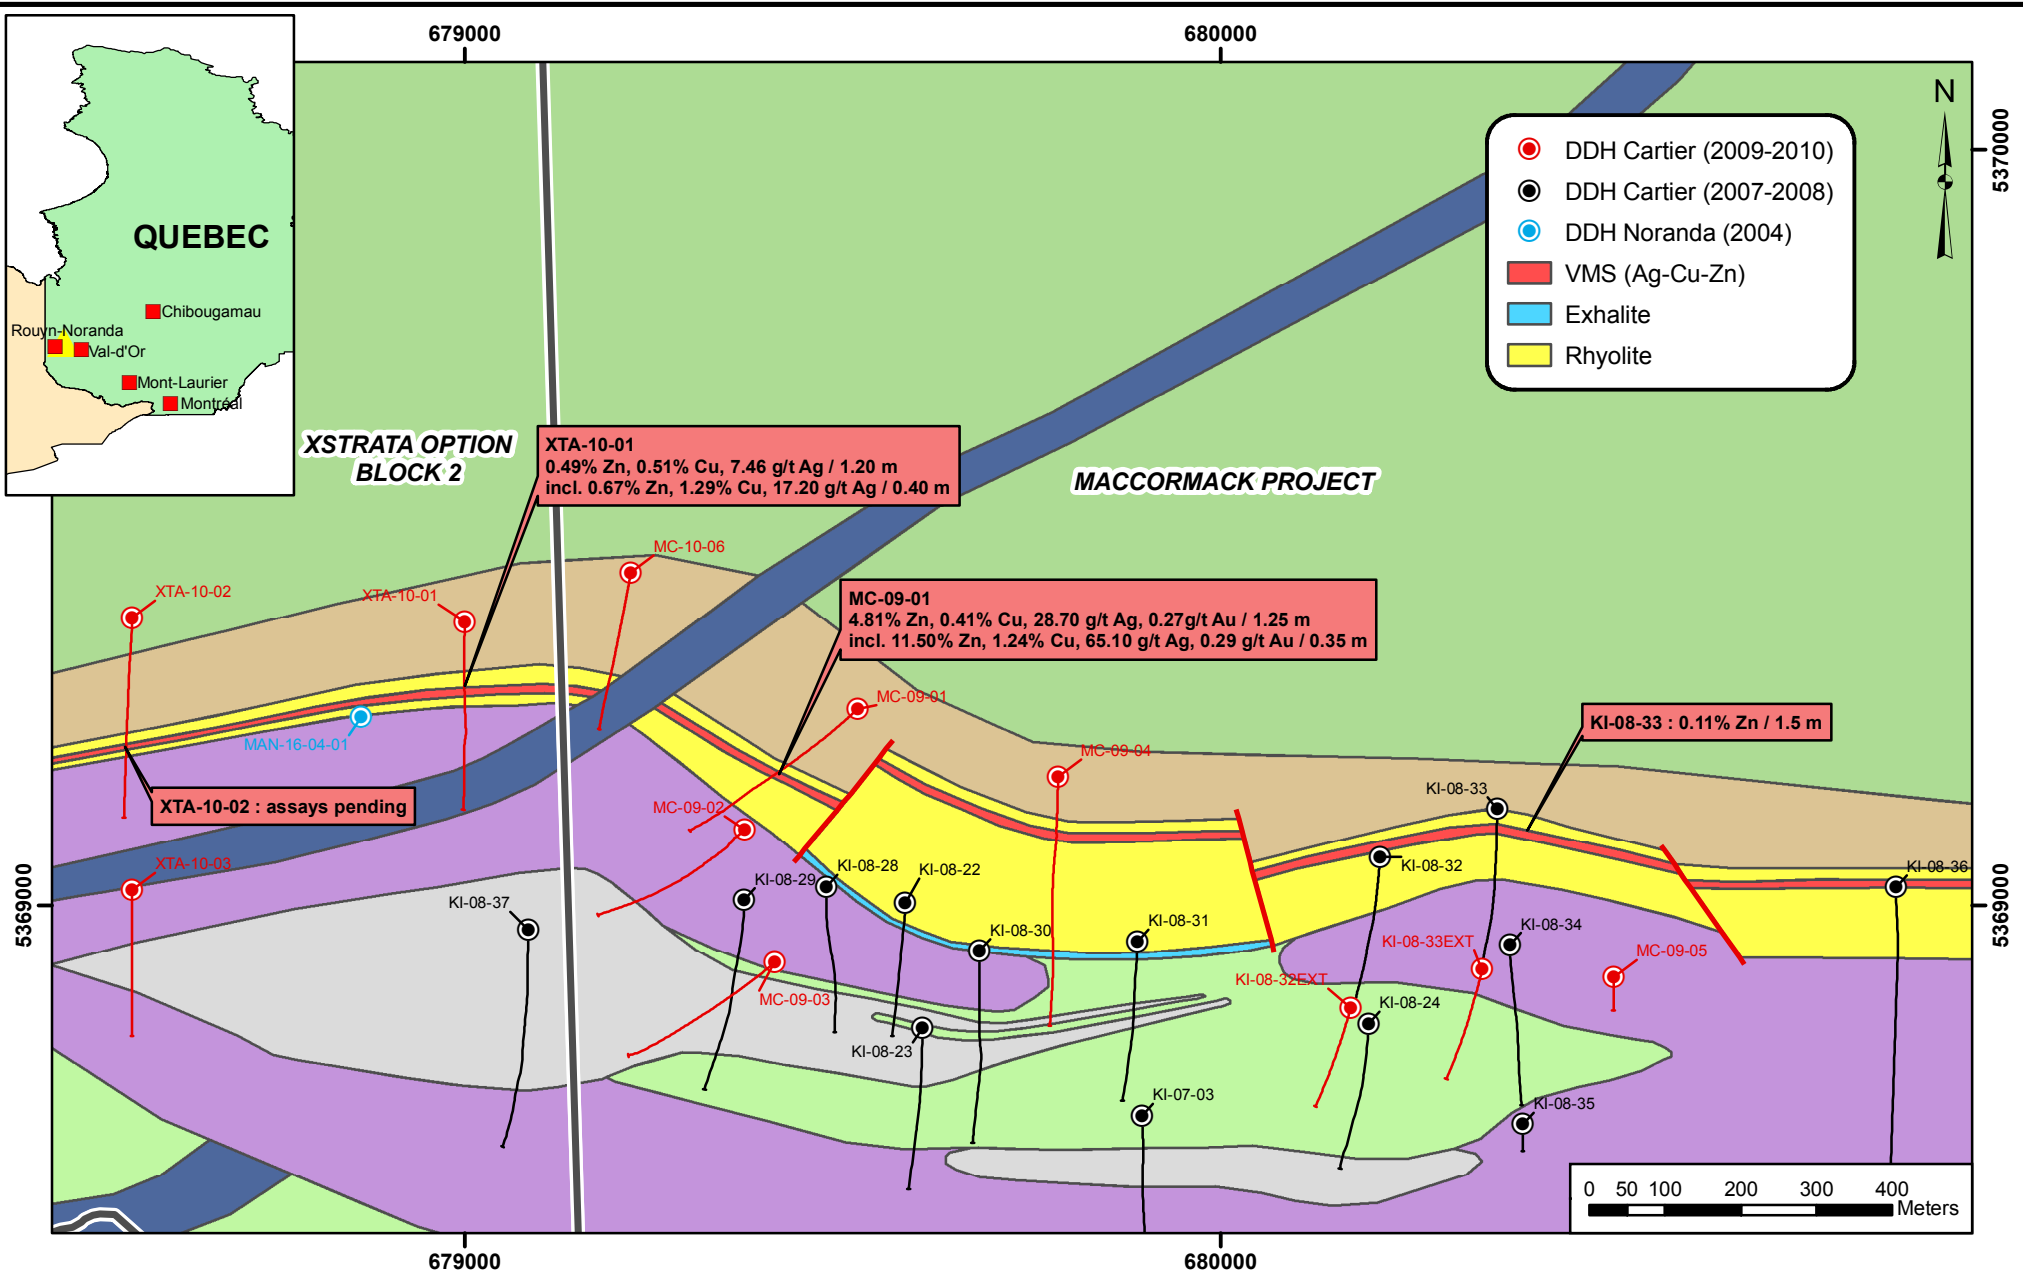 679000
680000
QUEBEC
Chibougamau
Rouyn-Noranda
Val-d'Or
Mont-Laurier
Montréal
N
5370000
DDH Cartier (2009-2010)
DDH Cartier (2007-2008)
DDH Noranda (2004)
VMS (Ag-Cu-Zn)
Exhalite
Rhyolite
XSTRATA OPTION
BLOCK 2
XTA-10-01
0.49% Zn, 0.51% Cu, 7.46 g/t Ag / 1.20 m
incl. 0.67% Zn, 1.29% Cu, 17.20 g/t Ag / 0.40 m
MACCORMACK PROJECT
MC-10-06
XTA-10-02
XTA-10-01
MC-09-01
4.81% Zn, 0.41% Cu, 28.70 g/t Ag, 0.27g/t Au / 1.25 m
incl. 11.50% Zn, 1.24% Cu, 65.10 g/t Ag, 0.29 g/t Au / 0.35 m
MC-09-01
KI-08-33 : 0.11% Zn / 1.5 m
MAN-16-04-01
MC-09-04
KI-08-33
XTA-10-02 : assays pending
MC-09-02
XTA-10-03
KI-08-28
KI-08-22
KI-08-32
KI-08-36
KI-08-29
KI-08-37
5369000
5369000
KI-08-30
KI-08-31
KI-08-33EXT
KI-08-34
MC-09-05
KI-08-32EXT
MC-09-03
KI-08-24
KI-08-23
KI-07-03
KI-08-35
0 50 100 200 300 400
Meters
679000
680000